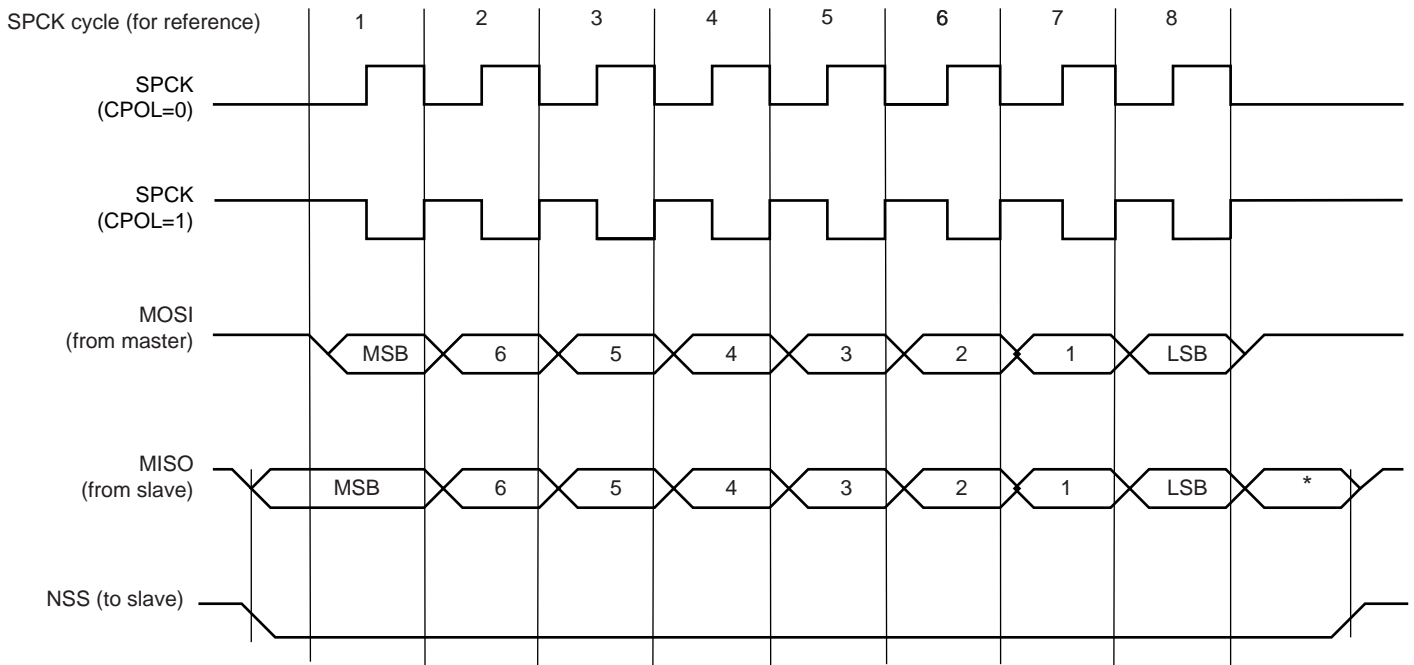 SPCK cycle (for reference)
1 2 3 4 5 6 7 8
SPCK
(CPOL=0)
SPCK
(CPOL=1)
MOSI
(from master)
MSB 6 5 4 3 2 1 LSB
MISO
(from slave)
MSB 6 5 4 3 2 1 LSB *
NSS (to slave)